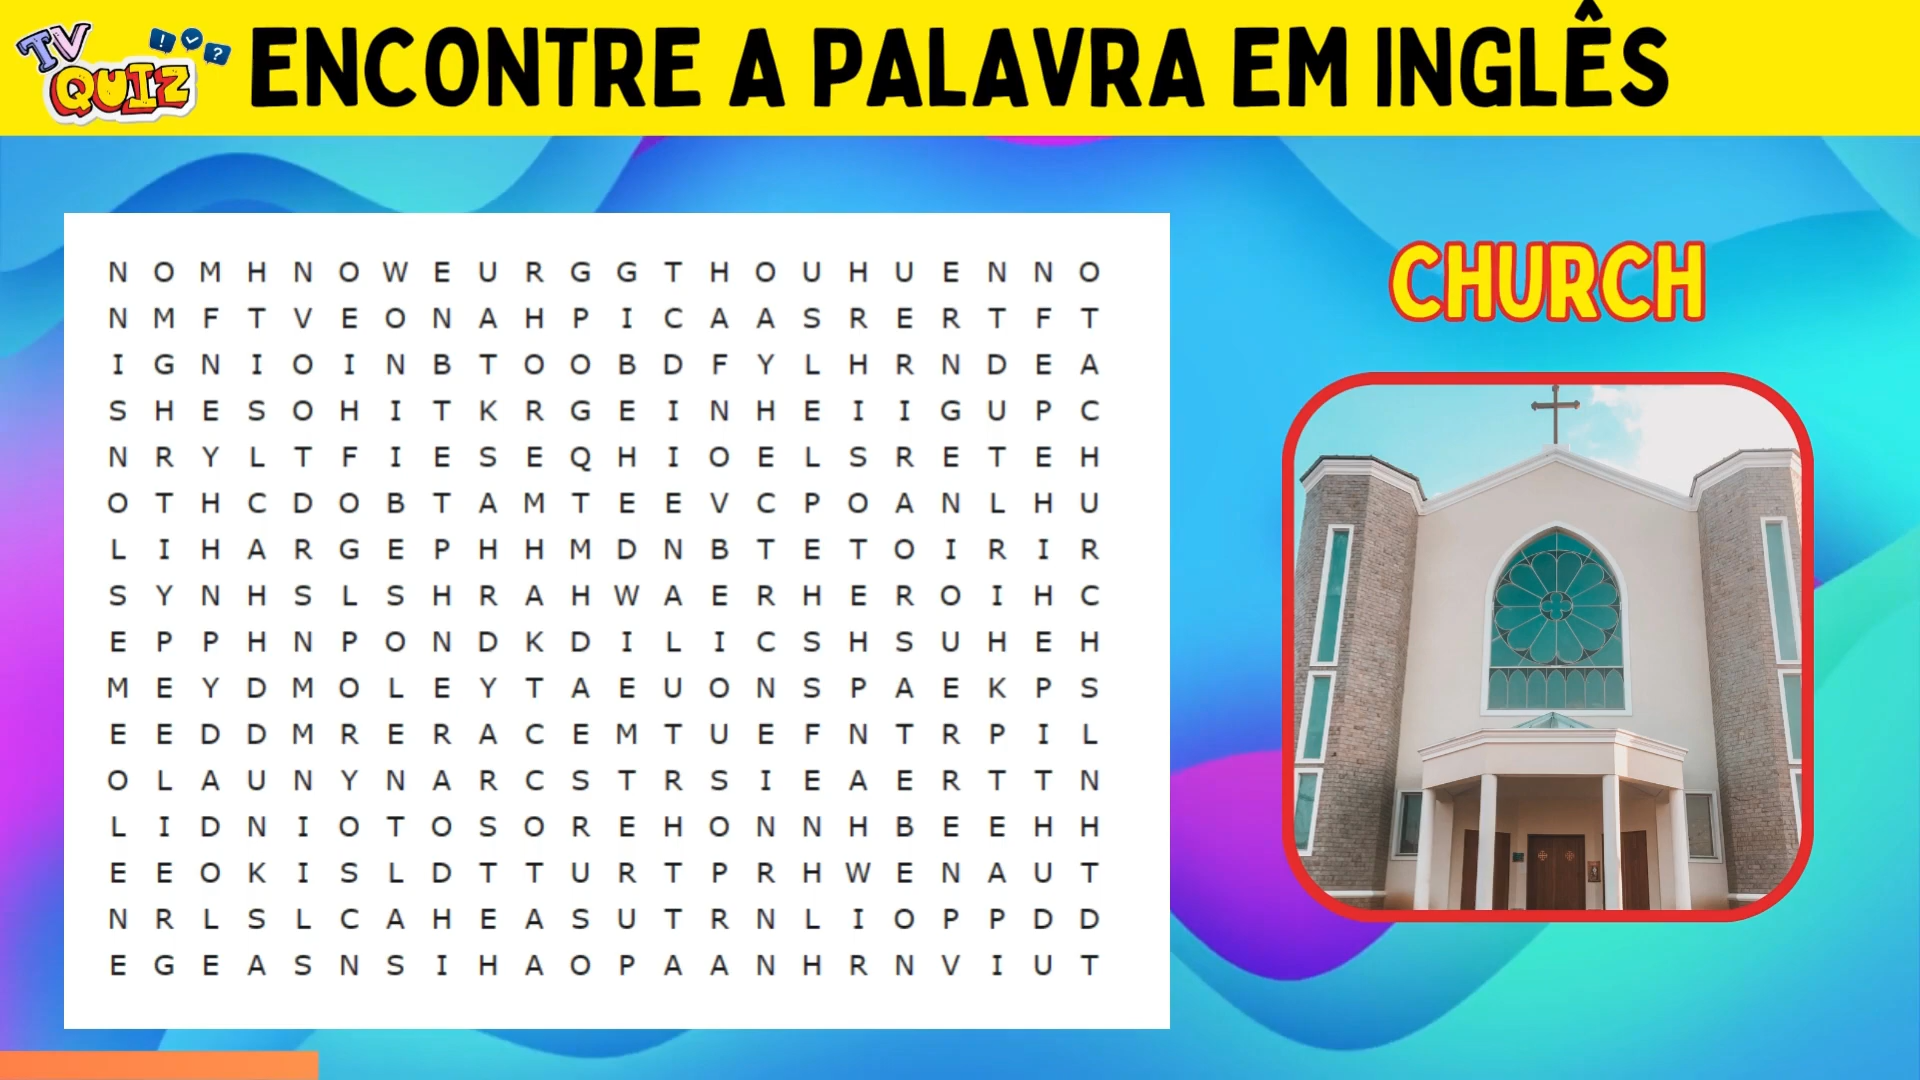 TV QUIZ ! ? ENCONTRE A PALAVRA EM INGLÊS
CHURCH
N O M H N O W E U R G G T H O U H U E N N O
N M F T V E O N A H P I C A A S R E R T F T
I G N I O I N B T O O B D F Y L H R N D E A
S H E S O H I T K R G E I N H E I I G U P C
N R Y L T F I E S E Q H I O E L S R E T E H
O T H C D O B T A M T E E V C P O A N L H U
L I H A R G E P H H M D N B T E T O I R I R
S Y N H S L S H R A H W A E R H E R O I H C
E P P H N P O N D K D I L I C S H S U H E H
M E Y D M O L E Y T A E U O N S P A E K P S
E E D D M R E R A C E M T U E F N T R P I L
O L A U N Y N A R C S T R S I E A E R T T N
L I D N I O T O S O R E H O N N H B E E H H
E E O K I S L D T T U R T P R H W E N A U T
N R L S L C A H E A S U T R N L I O P P D D
E G E A S N S I H A O P A A N H R N V I U T